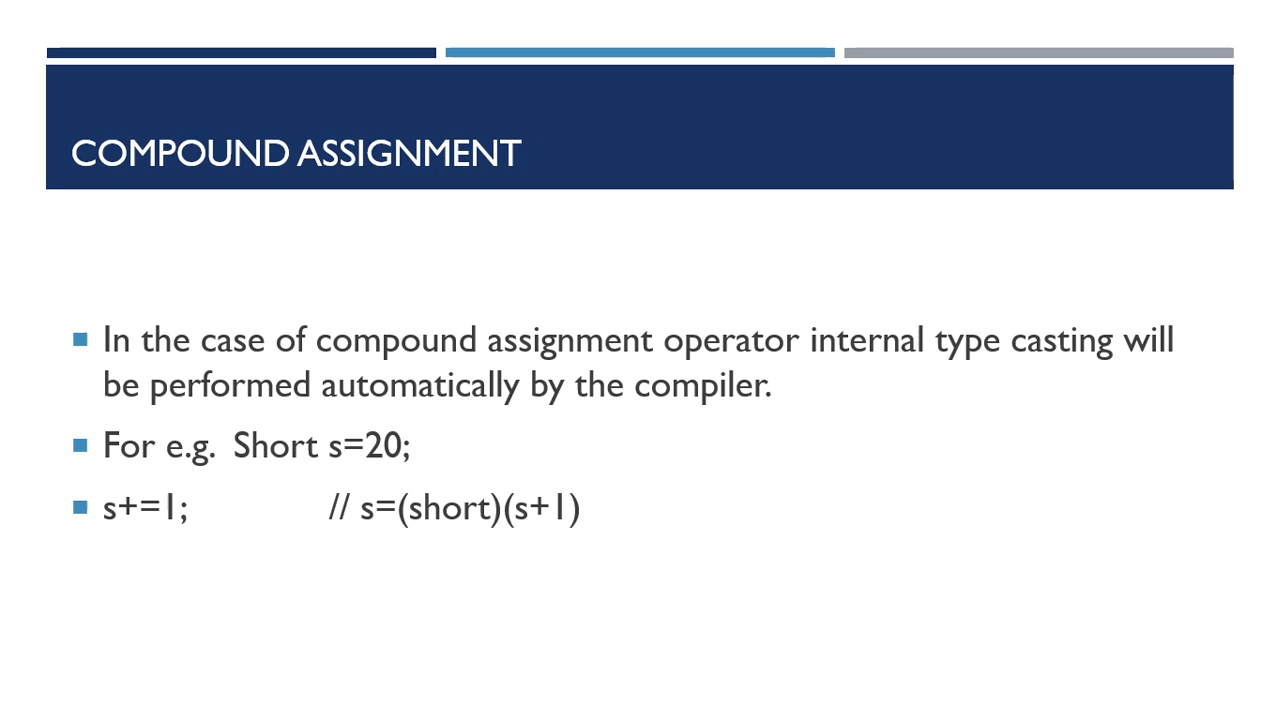 COMPOUND ASSIGNMENT
In the case of compound assignment operator internal type casting will
be performed automatically by the compiler.
For e.g. Short s=20;
s+=1; // s=(short)(s+1)